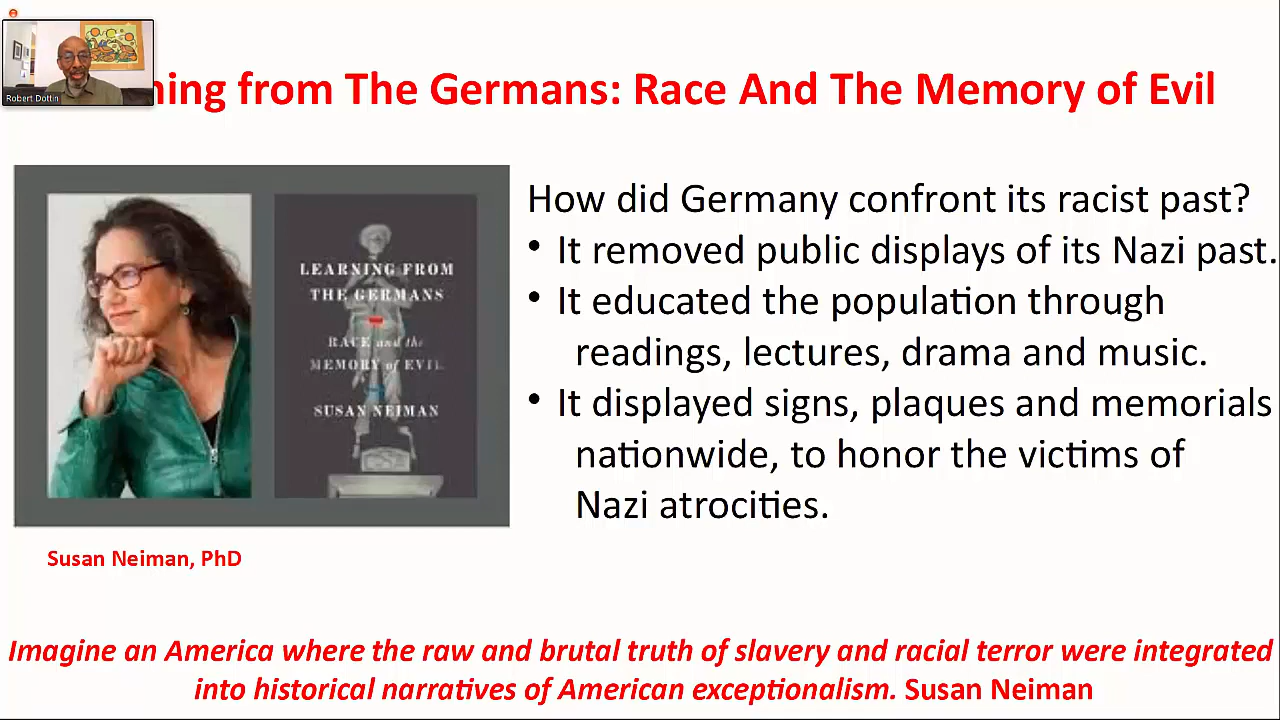 Robert Dottin
ning from The Germans: Race And The Memory of Evil
LEARNING FROM
THE GERMANS
RACE and the
MEMORY of EVIL
SUSAN NEIMAN
How did Germany confront its racist past?
• It removed public displays of its Nazi past.
• It educated the population through
readings, lectures, drama and music.
• It displayed signs, plaques and memorials
nationwide, to honor the victims of
Nazi atrocities.
Susan Neiman, PhD
Imagine an America where the raw and brutal truth of slavery and racial terror were integrated
into historical narratives of American exceptionalism. Susan Neiman